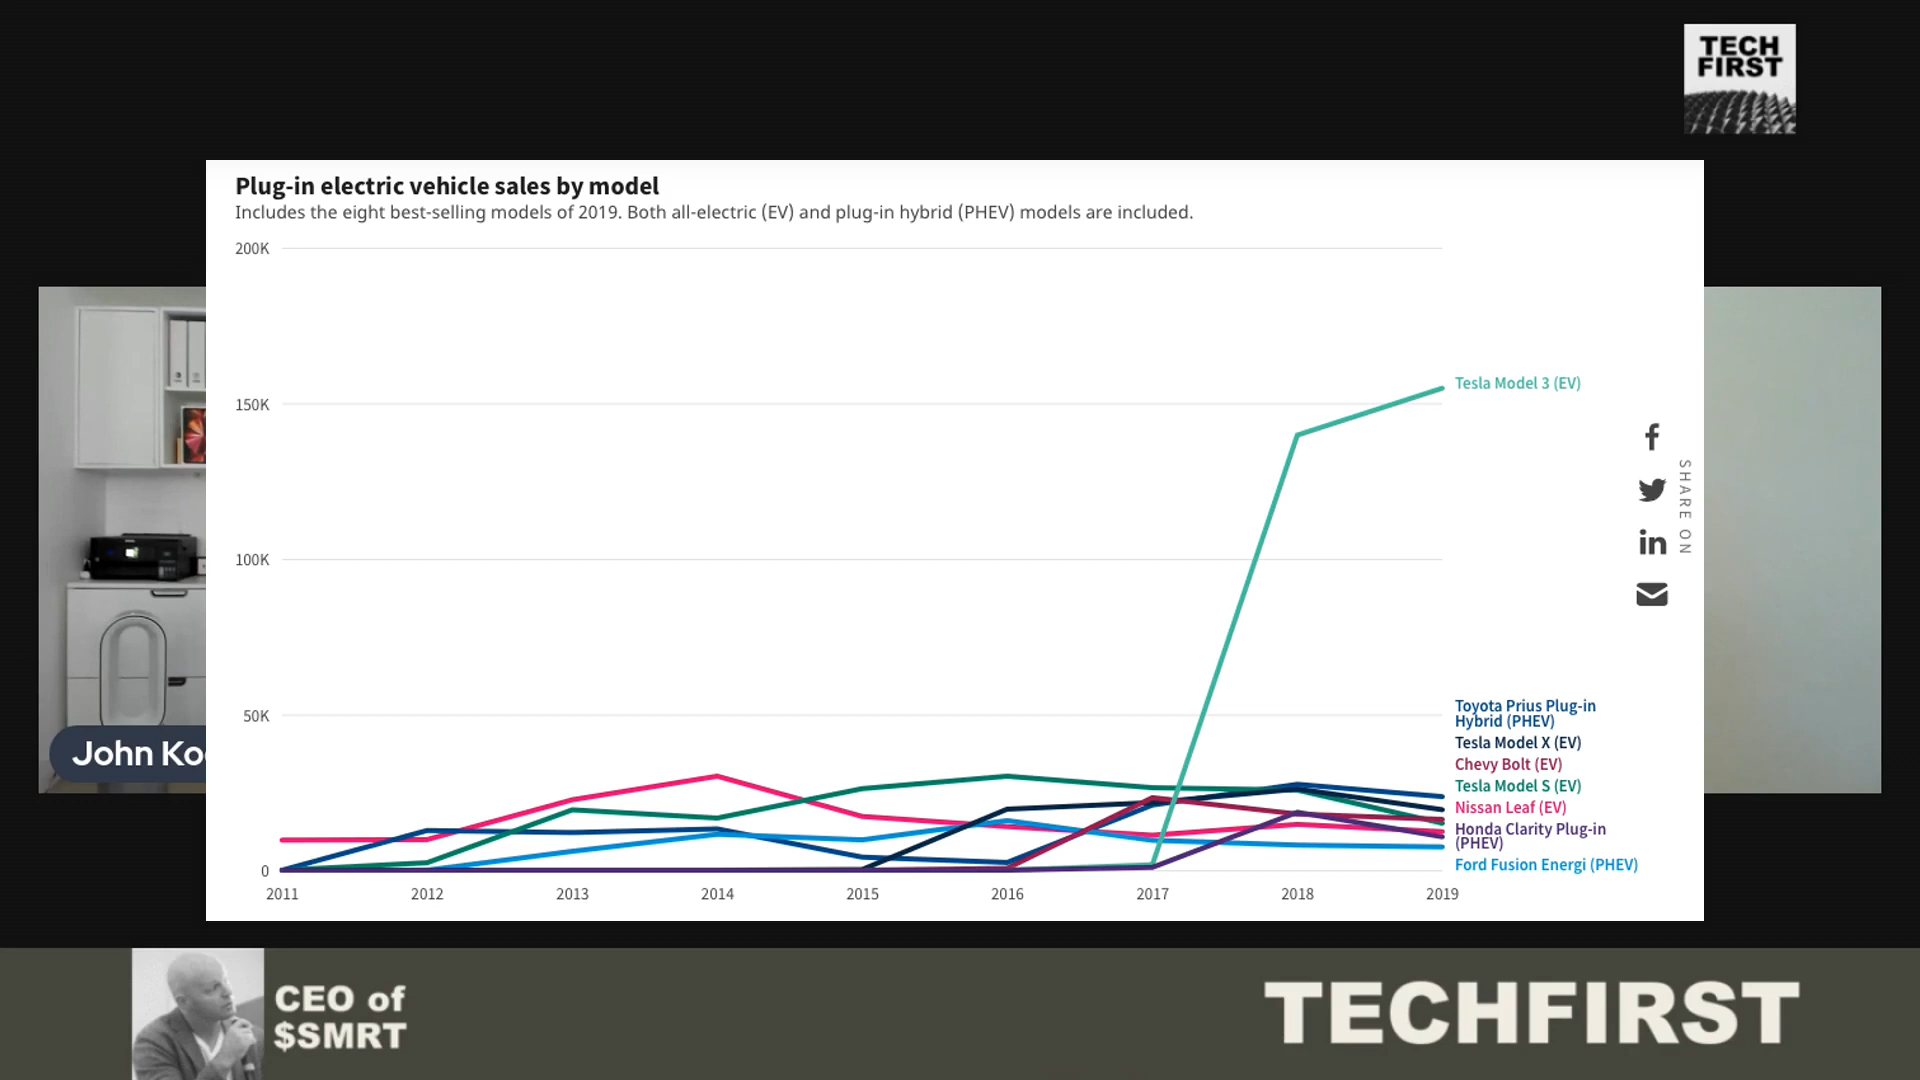 TECH
FIRST
Plug-in electric vehicle sales by model
Includes the eight best-selling models of 2019. Both all-electric (EV) and plug-in hybrid (PHEV) models are included.
200K
150K
100K
50K
0
2011 2012 2013 2014 2015 2016 2017 2018 2019
Tesla Model 3 (EV)
Toyota Prius Plug-in
Hybrid (PHEV)
Tesla Model X (EV)
Chevy Bolt (EV)
Tesla Model S (EV)
Nissan Leaf (EV)
Honda Clarity Plug-in
(PHEV)
Ford Fusion Energi (PHEV)
SHARE ON
John Ko
CEO of
$SMRT
TECHFIRST